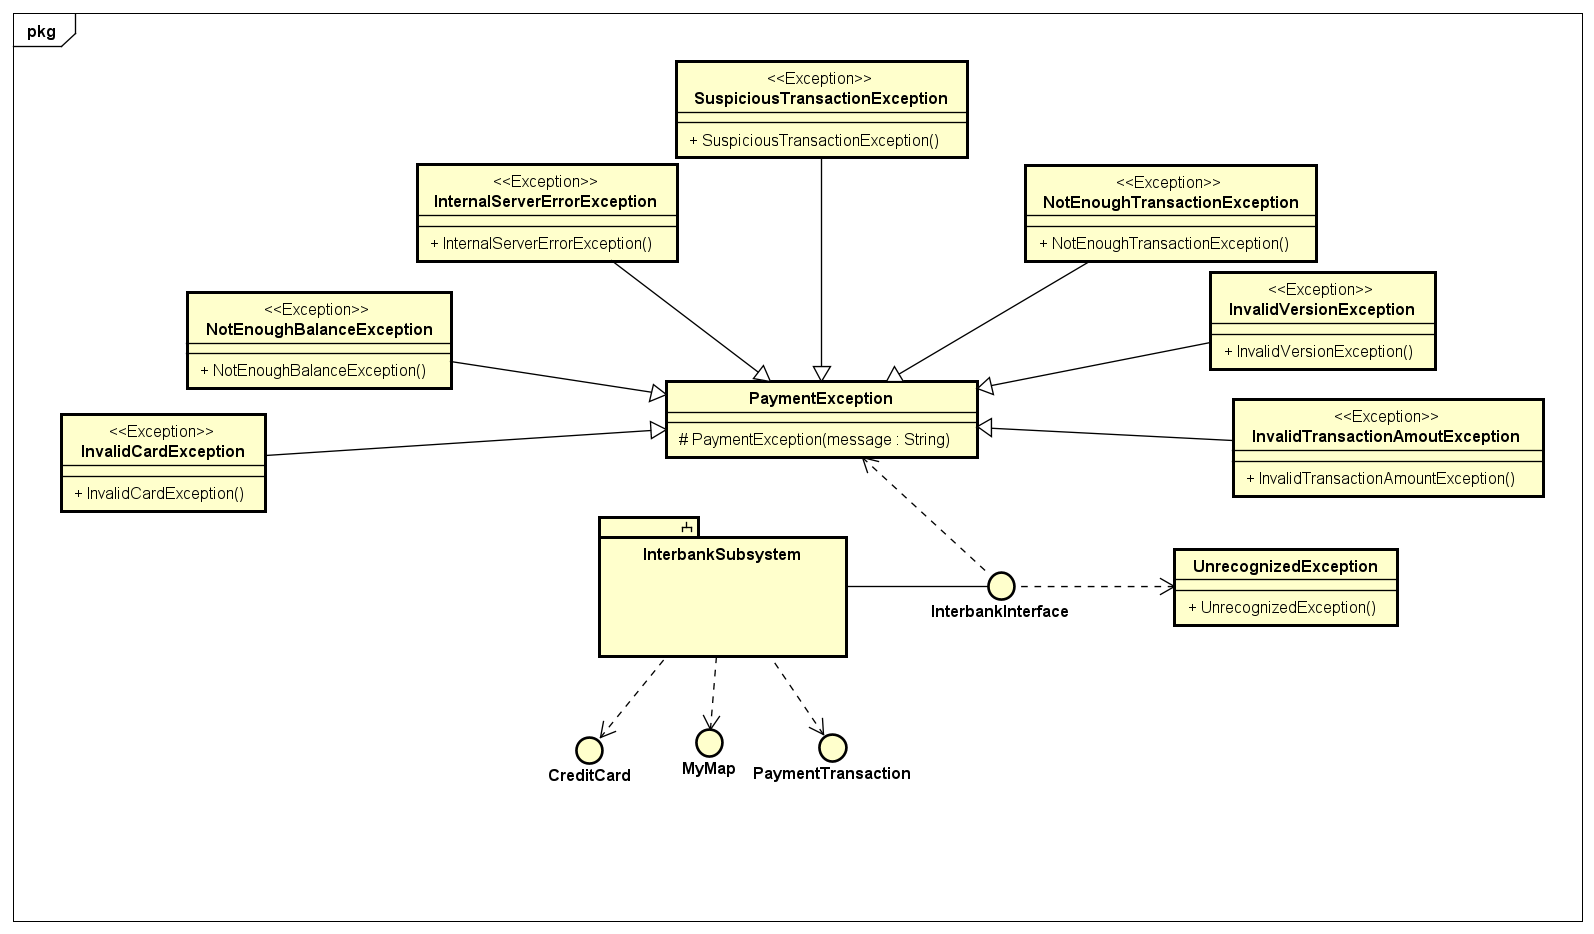 pkg
<<Exception>>
SuspiciousTransactionException
+ SuspiciousTransactionException()
<<Exception>>
InternalServerErrorException
+ InternalServerErrorException()
<<Exception>>
NotEnoughTransactionException
+ NotEnoughTransactionException()
<<Exception>>
NotEnoughBalanceException
+ NotEnoughBalanceException()
<<Exception>>
InvalidVersionException
+ InvalidVersionException()
PaymentException
# PaymentException(message : String)
<<Exception>>
InvalidCardException
+ InvalidCardException()
<<Exception>>
InvalidTransactionAmoutException
+ InvalidTransactionAmountException()
InterbankSubsystem
InterbankInterface
UnrecognizedException
+ UnrecognizedException()
CreditCard
MyMap
PaymentTransaction